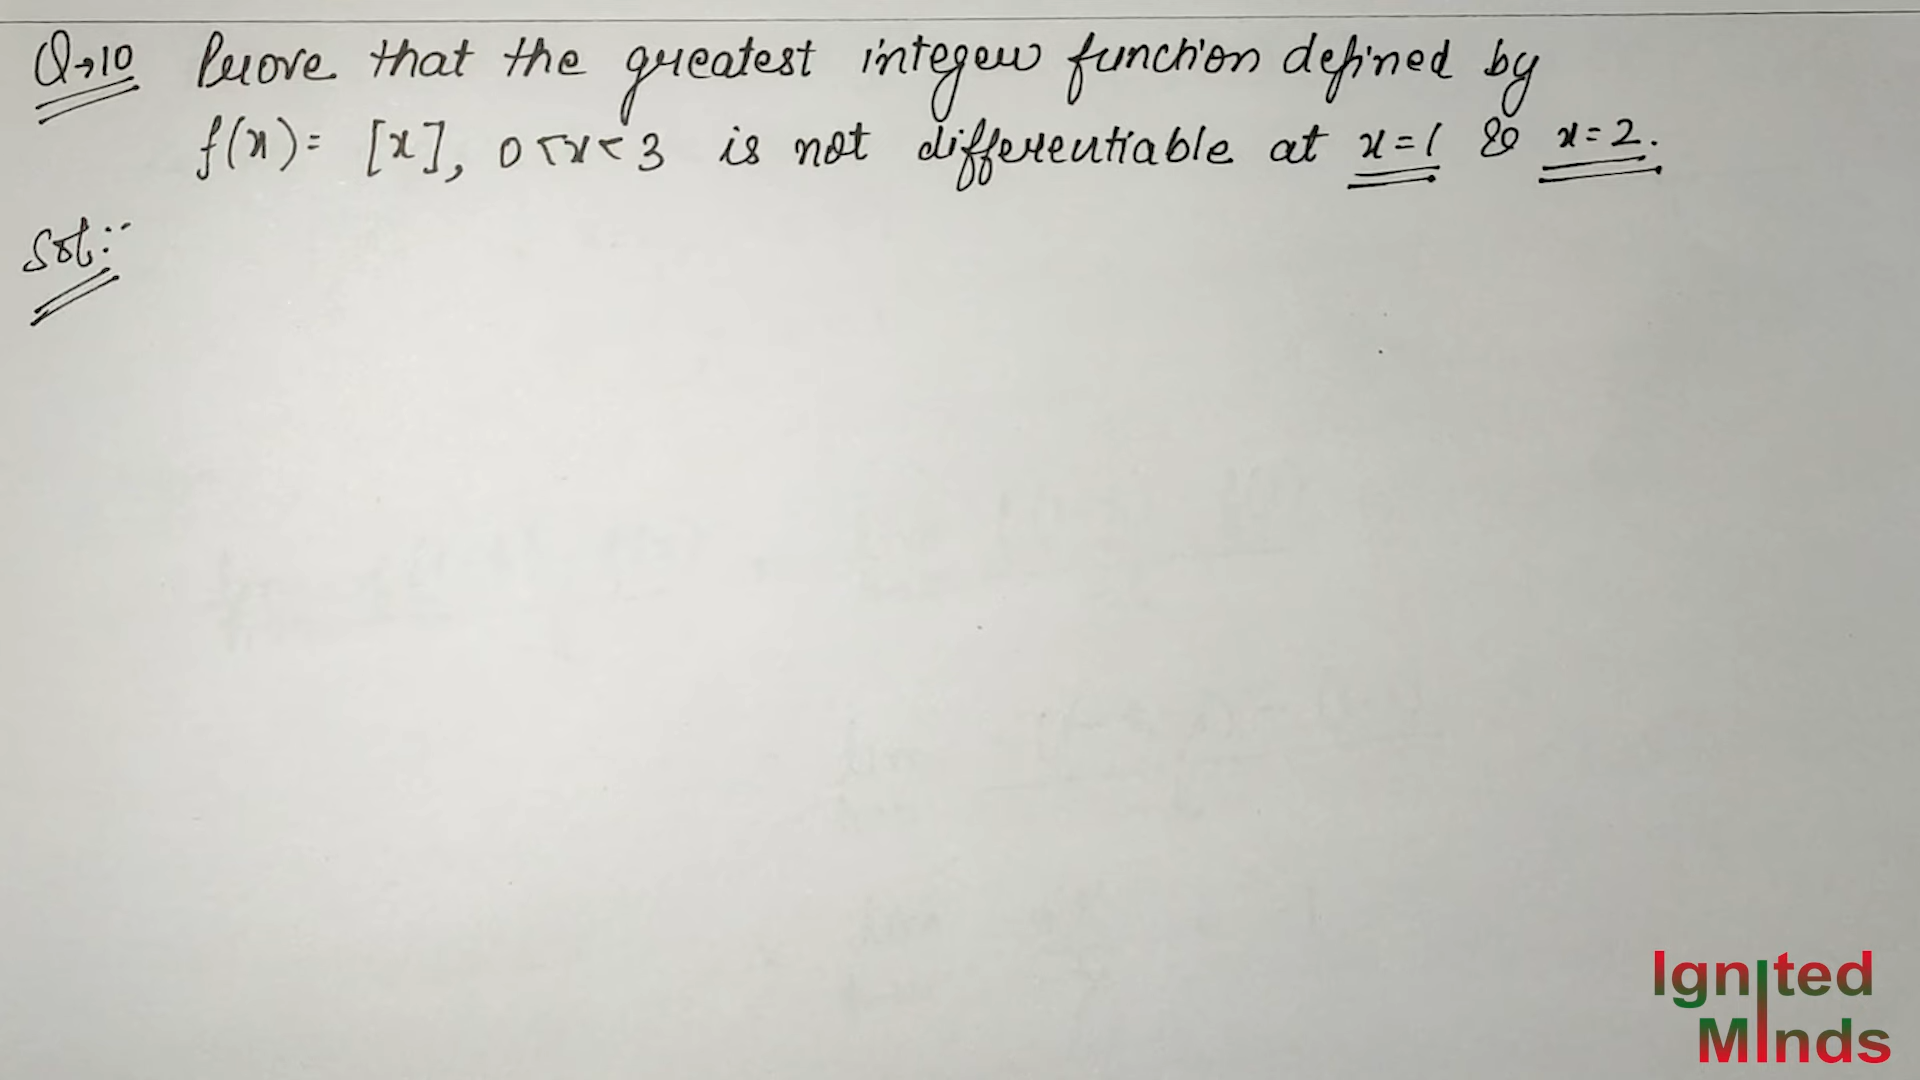 Q→10 Prove that the greatest integer function defined by
f(x) = [x], 0 < x < 3 is not differentiable at x=1 & x=2.
Sol:-
Ignited
Minds